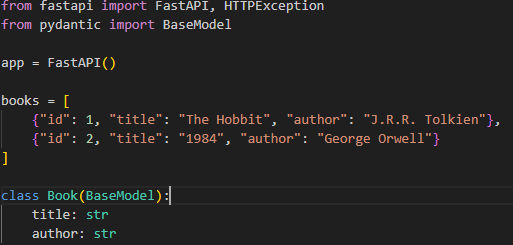 from fastapi import FastAPI, HTTPException
from pydantic import BaseModel

app = FastAPI()

books = [
    {"id": 1, "title": "The Hobbit", "author": "J.R.R. Tolkien"},
    {"id": 2, "title": "1984", "author": "George Orwell"}
]

class Book(BaseModel):
    title: str
    author: str